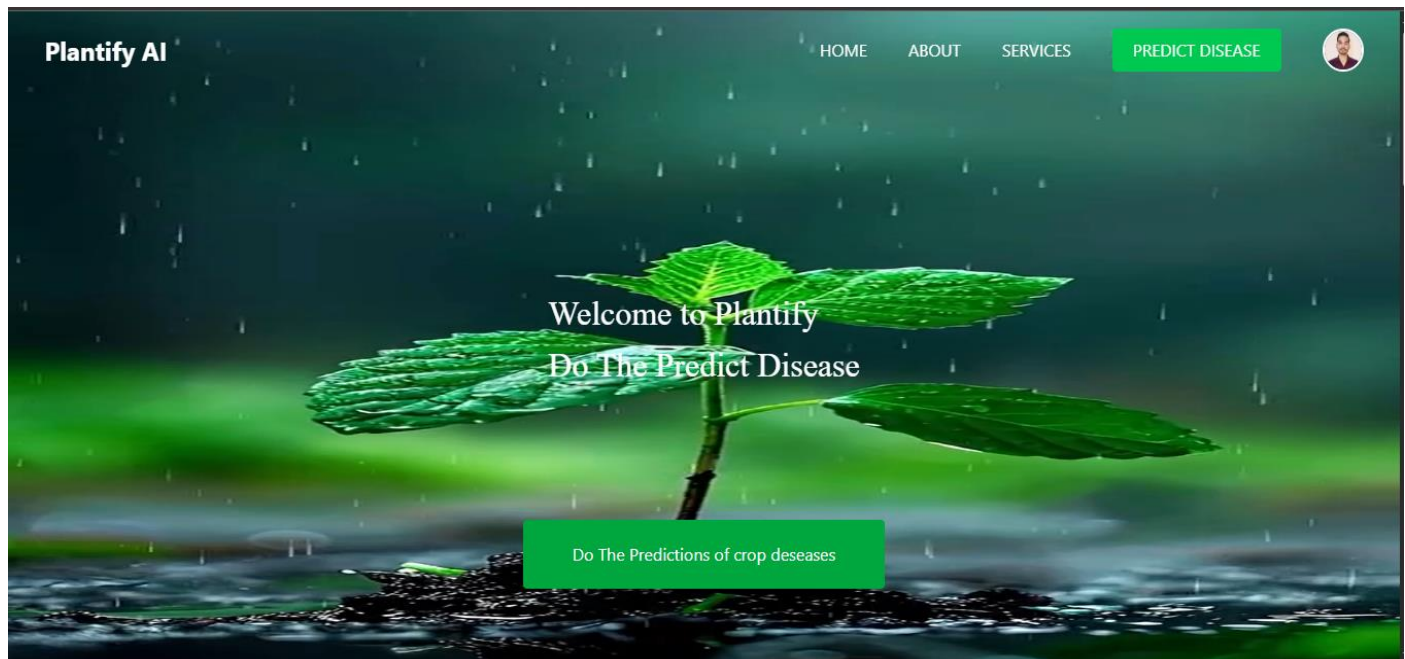 Plantify AI
HOME ABOUT SERVICES PREDICT DISEASE
Welcome to Plantify
Do The Predict Disease
Do The Predictions of crop deseases